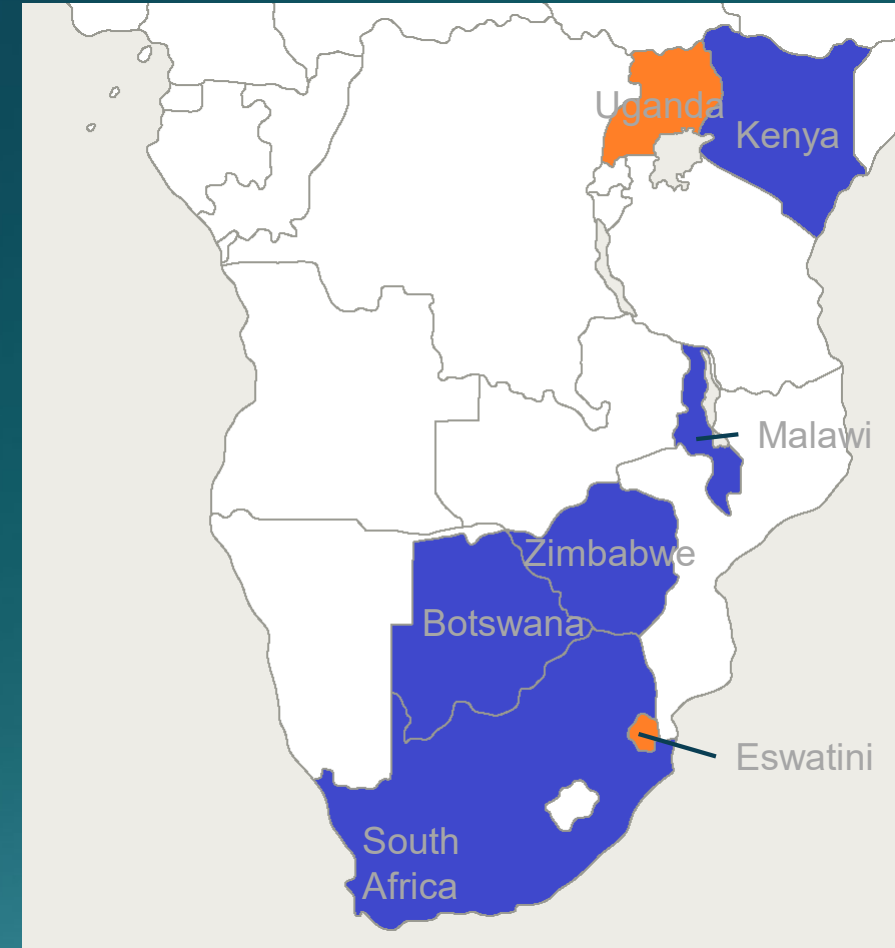 Uganda
Kenya
Malawi
Zimbabwe
Botswana
Eswatini
South
Africa